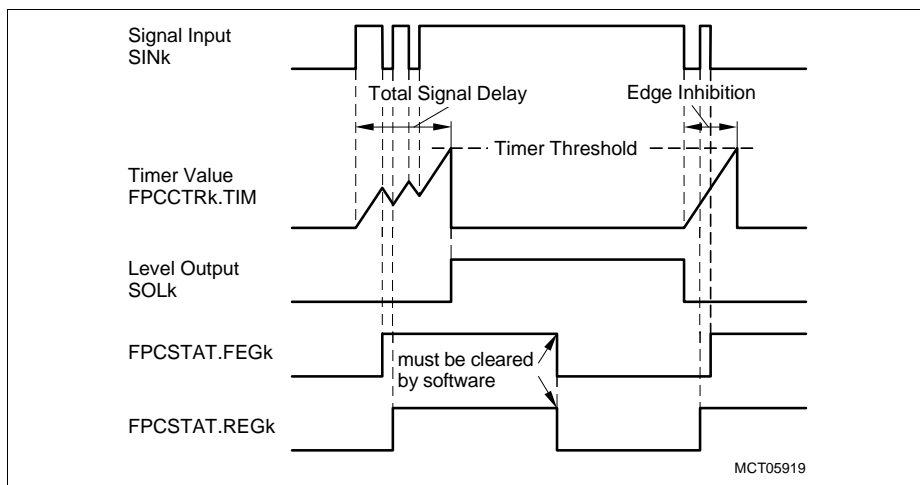 Signal Input
SINk
Total Signal Delay
Edge Inhibition
Timer Threshold
Timer Value
FPCCTRk.TIM
Level Output
SOLk
FPCSTAT.FEGk
must be cleared
by software
FPCSTAT.REGk
MCT05919